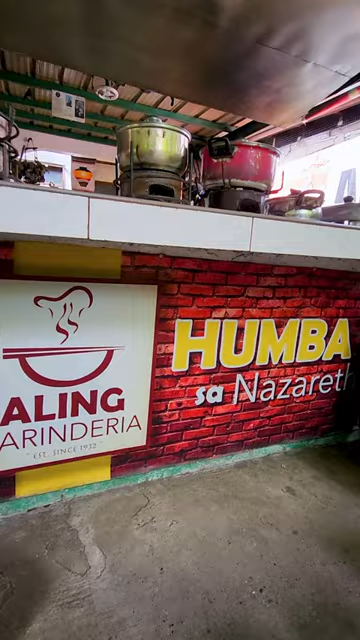 ALING
ARINDERIA
" EST. SINCE 1932 "
HUMBA
sa Nazareth